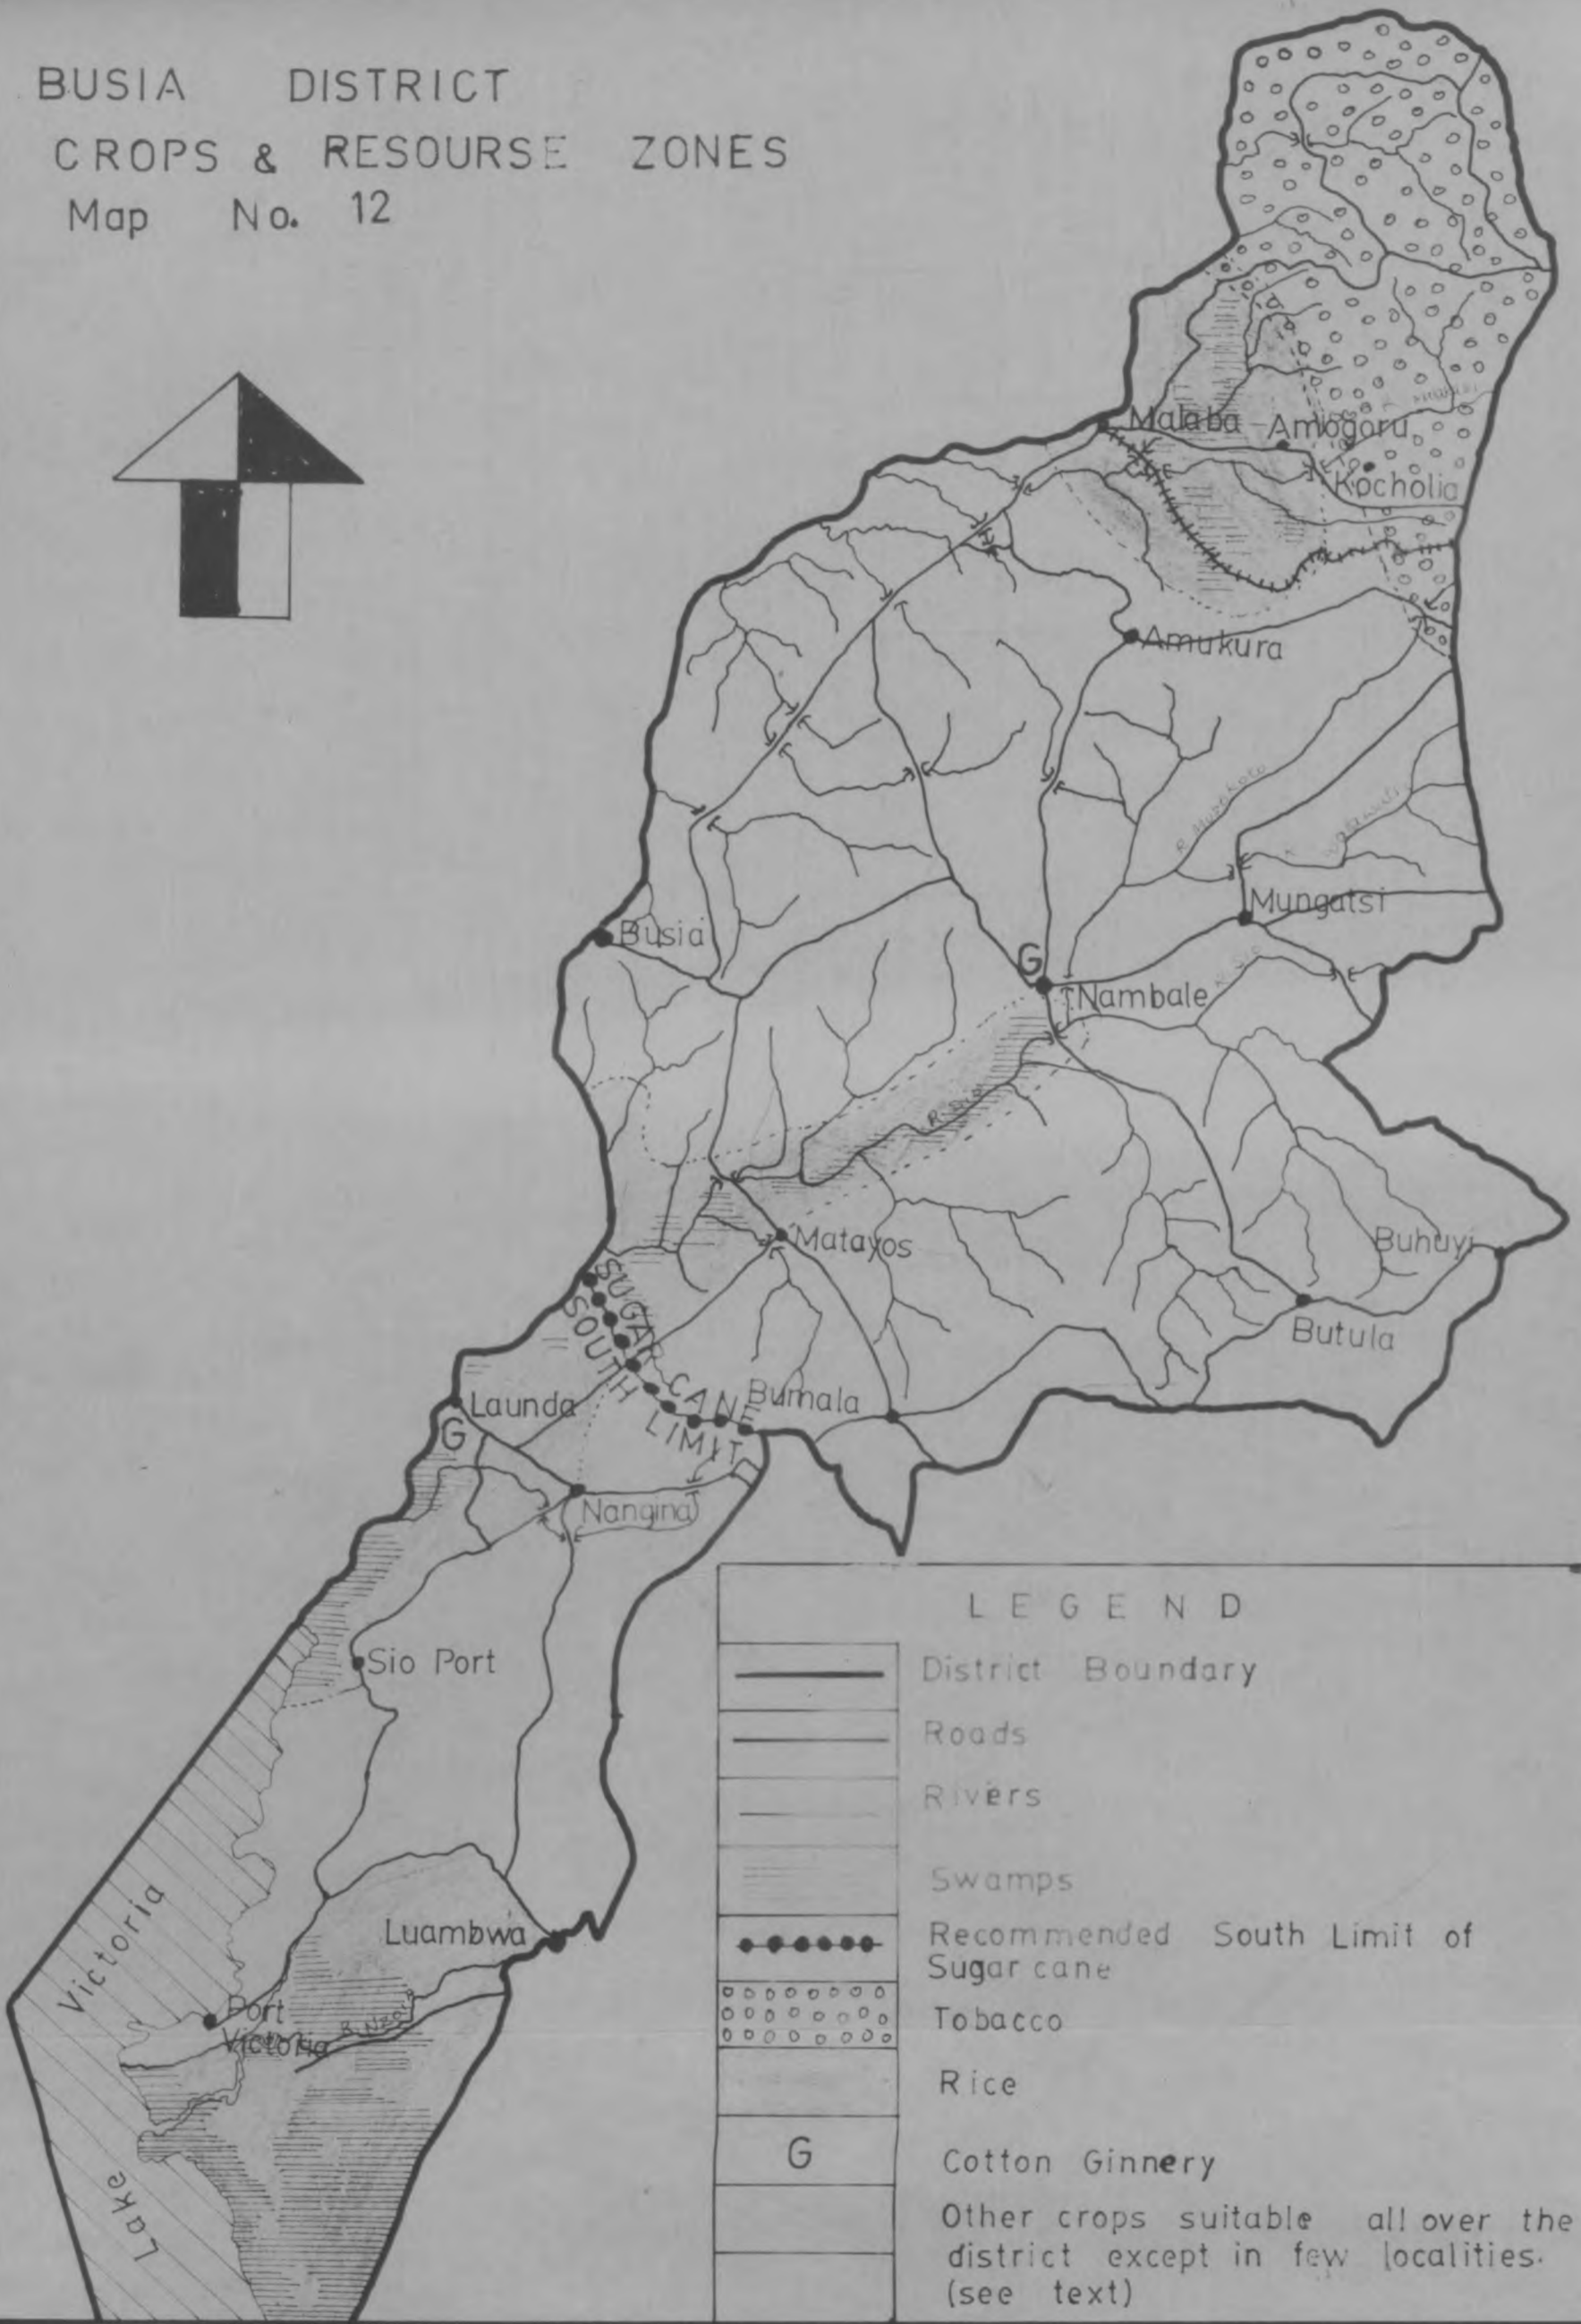 BUSIA DISTRICT
CROPS & RESOURSE ZONES
Map No. 12
Malaba
Amogoru
Kocholia
Amukura
Mungatsi
Busia
G
Nambale
R. Sio
Matayos
Buhuyi
Butula
SUGAR CANE
SOUTH LIMIT
Bumala
Launda
G
Nangina
Sio Port
Luambwa
Port
Victoria
R. Nzoia
Lake Victoria
LEGEND
District Boundary
Roads
Rivers
Swamps
Recommended South Limit of
Sugar cane
Tobacco
Rice
G
Cotton Ginnery
Other crops suitable all over the
district except in few localities.
(see text)